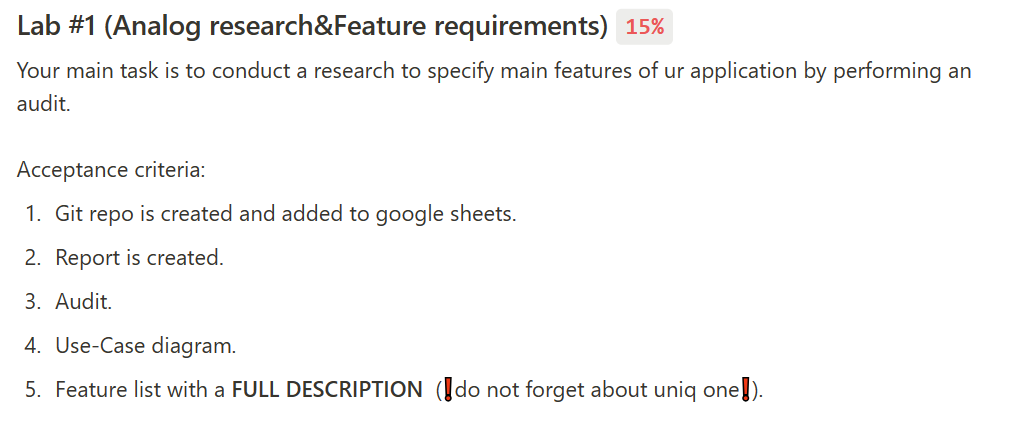 Lab #1 (Analog research&Feature requirements) 15%
Your main task is to conduct a research to specify main features of ur application by performing an
audit.
Acceptance criteria:
1. Git repo is created and added to google sheets.
2. Report is created.
3. Audit.
4. Use-Case diagram.
5. Feature list with a FULL DESCRIPTION (❗do not forget about uniq one❗).